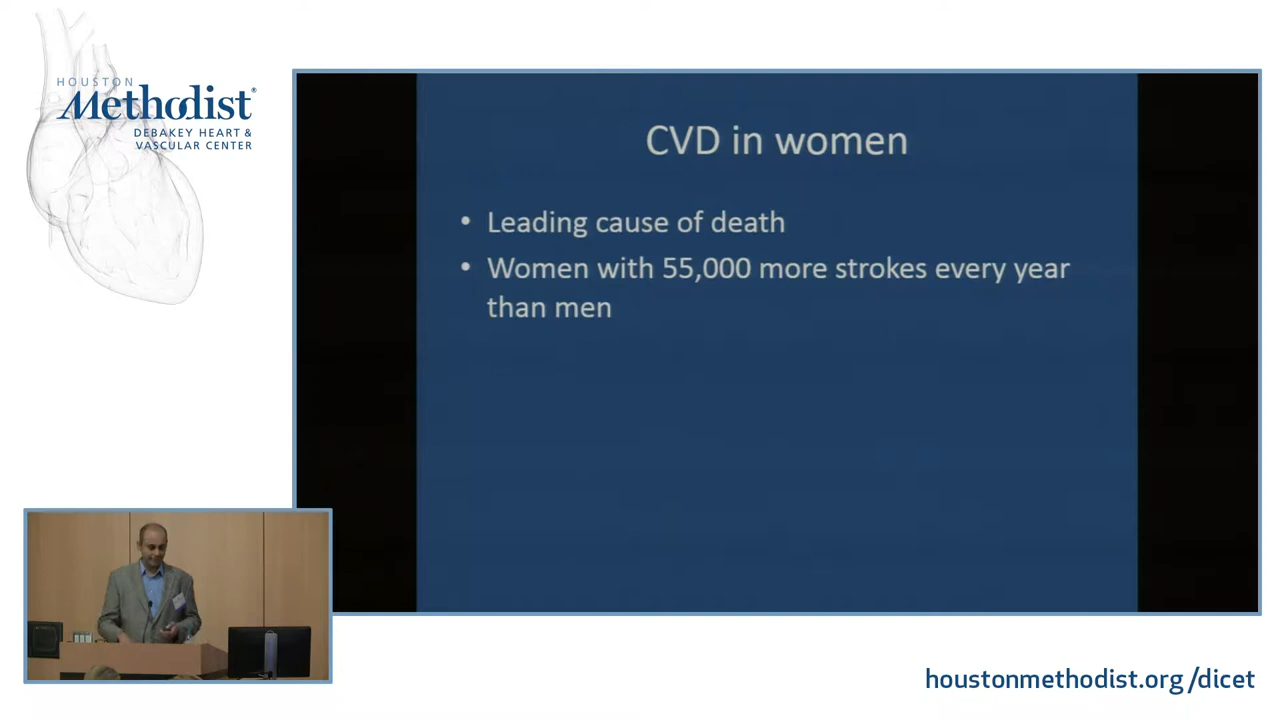 HOUSTON
Methodist®
DEBAKEY HEART &
VASCULAR CENTER
CVD in women
• Leading cause of death
• Women with 55,000 more strokes every year
than men
houstonmethodist.org/dicet